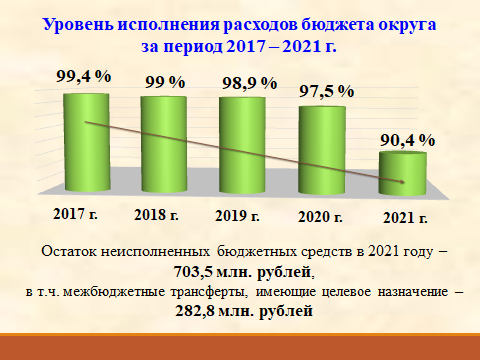 Уровень исполнения расходов бюджета округа
за период 2017 – 2021 г.
99,4 % 99 % 98,9 % 97,5 % 90,4 %
2017 г. 2018 г. 2019 г. 2020 г. 2021 г.
Остаток неисполненных бюджетных средств в 2021 году –
703,5 млн. рублей,
в т.ч. межбюджетные трансферты, имеющие целевое назначение –
282,8 млн. рублей